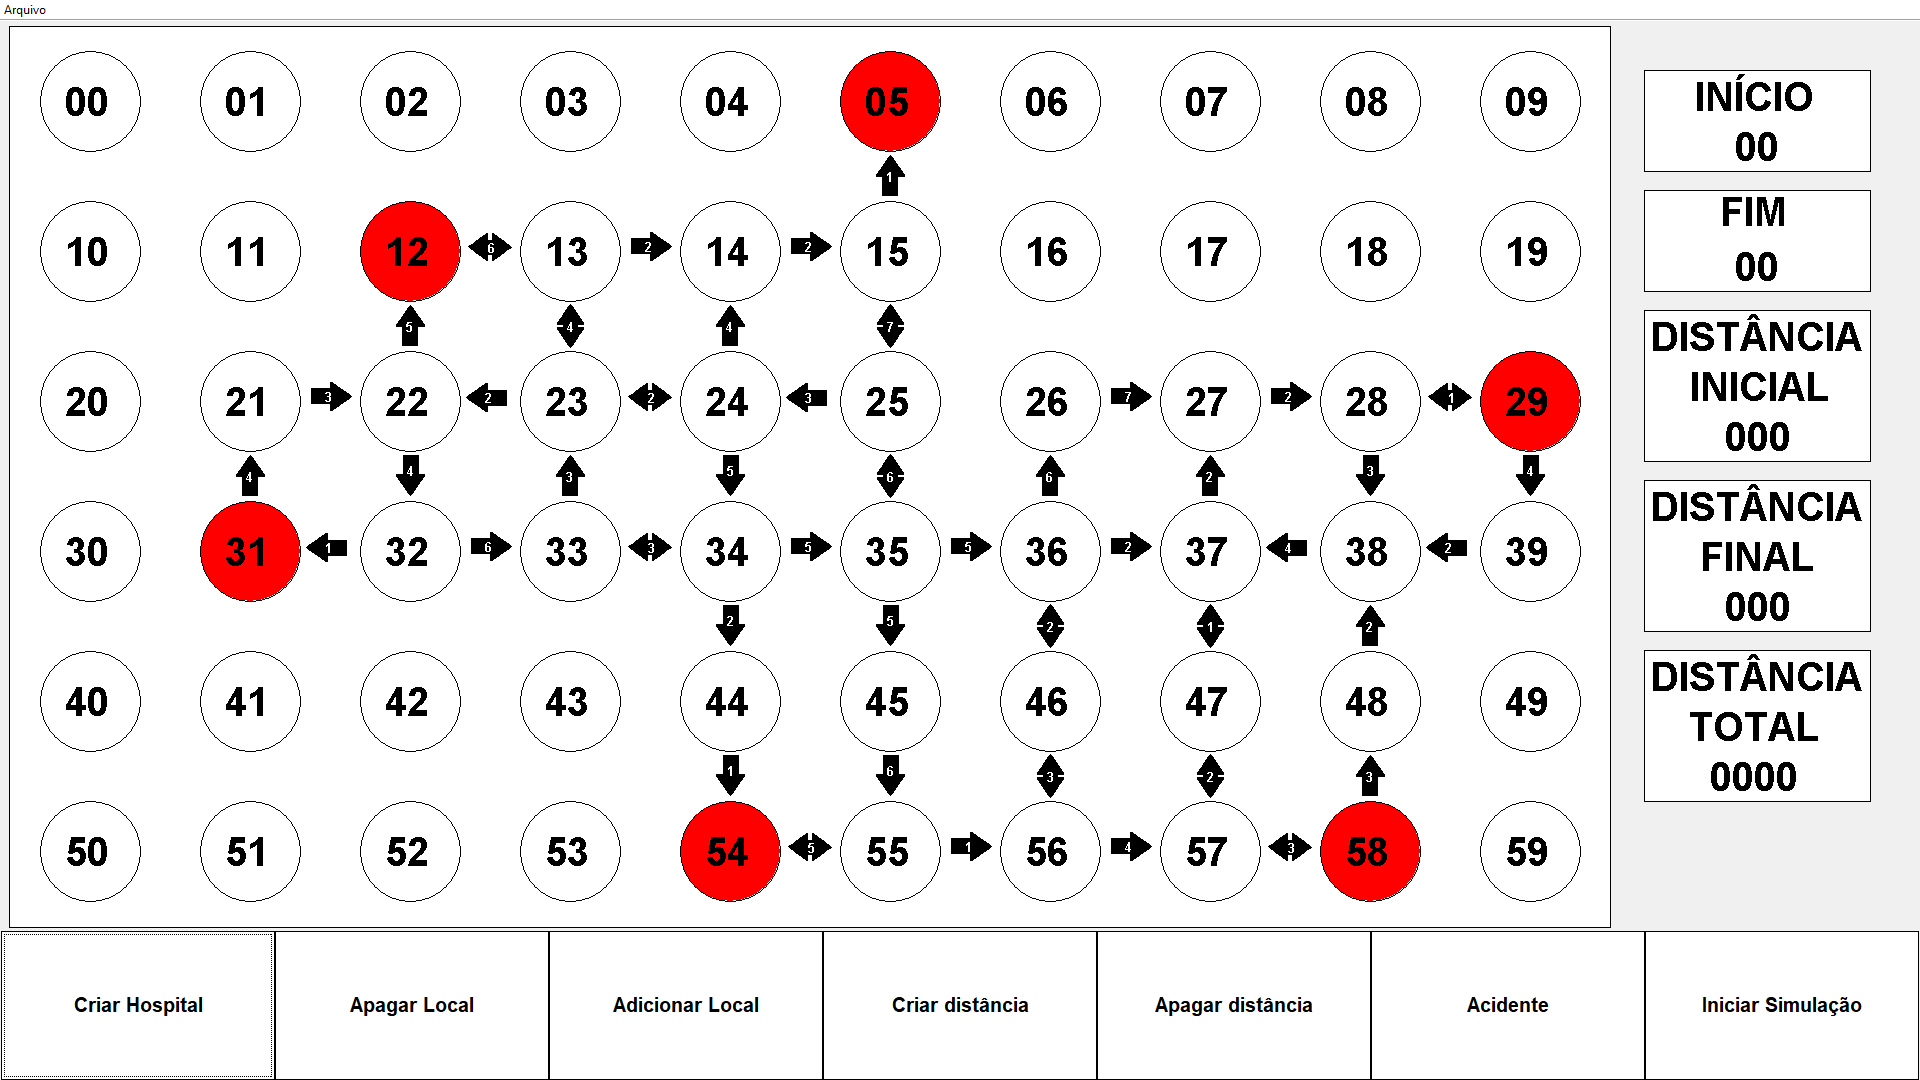 Arquivo
00 01 02 03 04 05 06 07 08 09
1
10 11 12 6 13 2 14 2 15 16 17 18 19
5 4 4 7
20 21 3 22 2 23 2 24 3 25 26 7 27 2 28 1 29
4 4 3 5 6 6 2 3 4
30 31 1 32 6 33 3 34 5 35 5 36 2 37 4 38 2 39
2 5 2 1 2
40 41 42 43 44 45 46 47 48 49
1 6 3 2 3
50 51 52 53 54 5 55 1 56 4 57 3 58 59
INÍCIO
00
FIM
00
DISTÂNCIA
INICIAL
000
DISTÂNCIA
FINAL
000
DISTÂNCIA
TOTAL
0000
Criar Hospital
Apagar Local
Adicionar Local
Criar distância
Apagar distância
Acidente
Iniciar Simulação